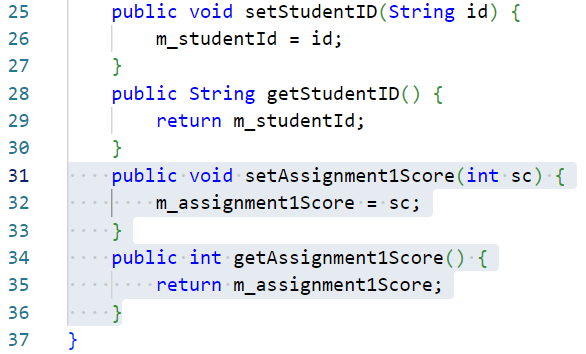 25 public void setStudentID(String id) {
26 m_studentId = id;
27 }
28 public String getStudentID() {
29 return m_studentId;
30 }
31 public void setAssignment1Score(int sc) {
32 m_assignment1Score = sc;
33 }
34 public int getAssignment1Score() {
35 return m_assignment1Score;
36 }
37 }